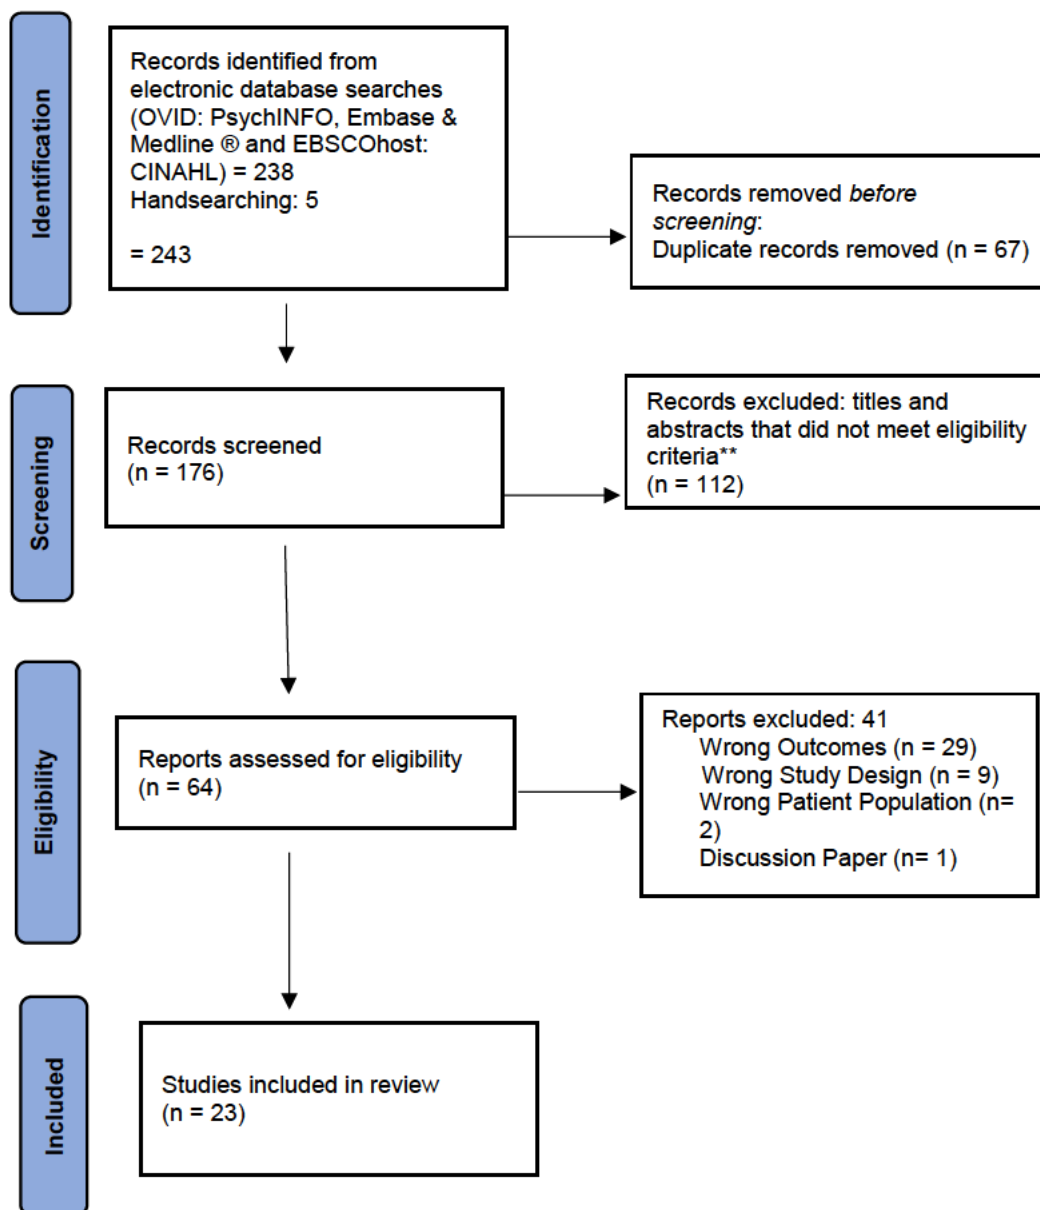 Identification
Records identified from
electronic database searches
(OVID: PsychINFO, Embase &
Medline ® and EBSCOhost:
CINAHL) = 238
Handsearching: 5
= 243
Records removed before
screening:
Duplicate records removed (n = 67)
Screening
Records screened
(n = 176)
Records excluded: titles and
abstracts that did not meet eligibility
criteria**
(n = 112)
Eligibility
Reports assessed for eligibility
(n = 64)
Reports excluded: 41
Wrong Outcomes (n = 29)
Wrong Study Design (n = 9)
Wrong Patient Population (n=
2)
Discussion Paper (n= 1)
Included
Studies included in review
(n = 23)